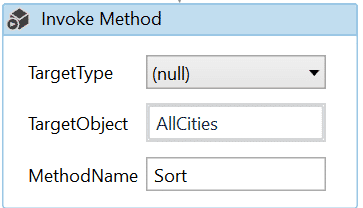 Invoke Method
TargetType (null)
TargetObject AllCities
MethodName Sort